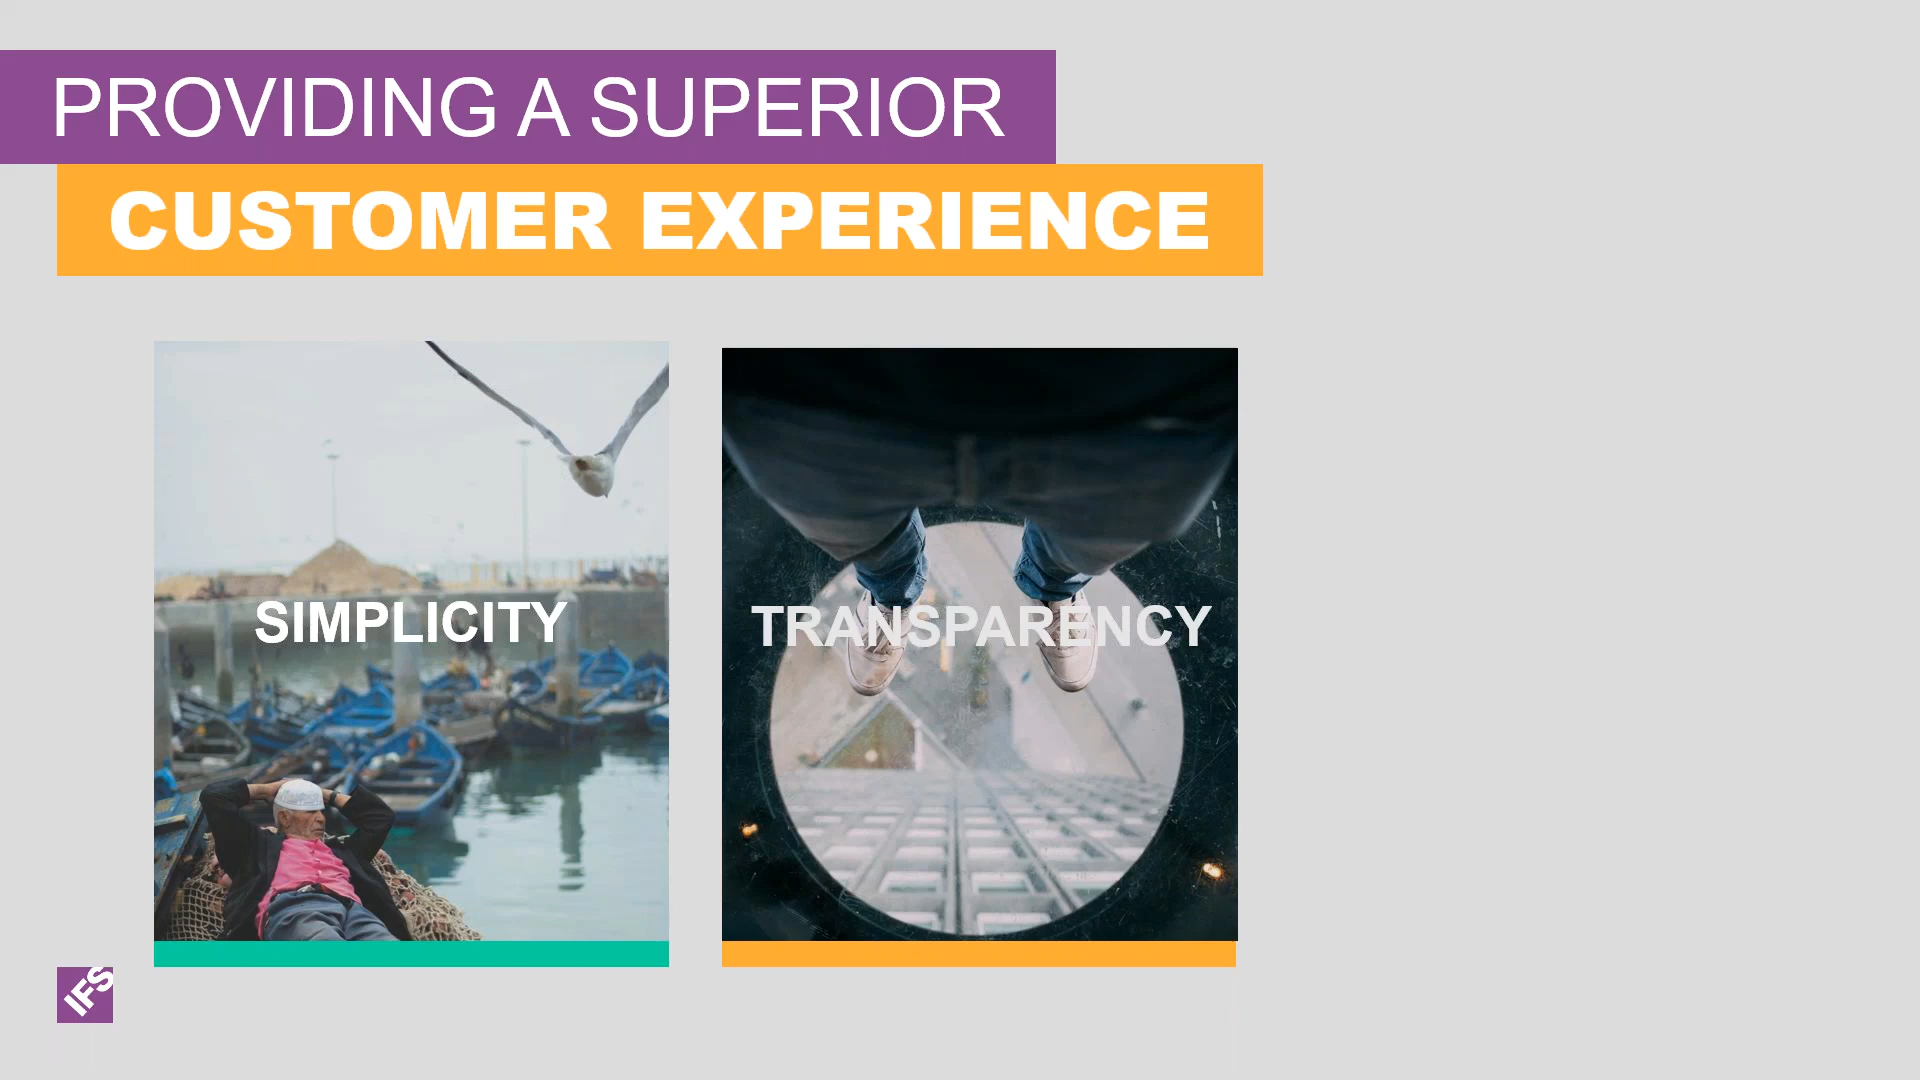 PROVIDING A SUPERIOR
CUSTOMER EXPERIENCE
SIMPLICITY
TRANSPARENCY
IFS